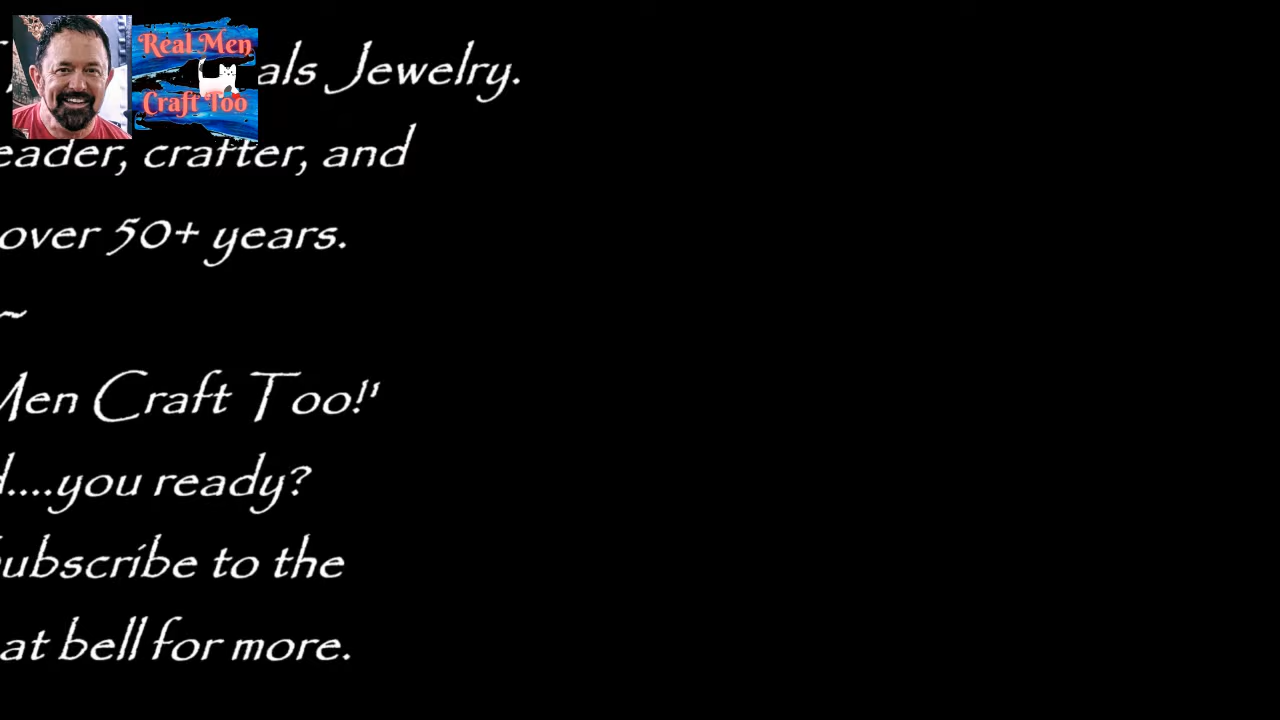 Real Men
Craft Too
als Jewelry.
eader, crafter, and
over 50+ years.
~
Men Craft Too!'
d....you ready?
ubscribe to the
at bell for more.